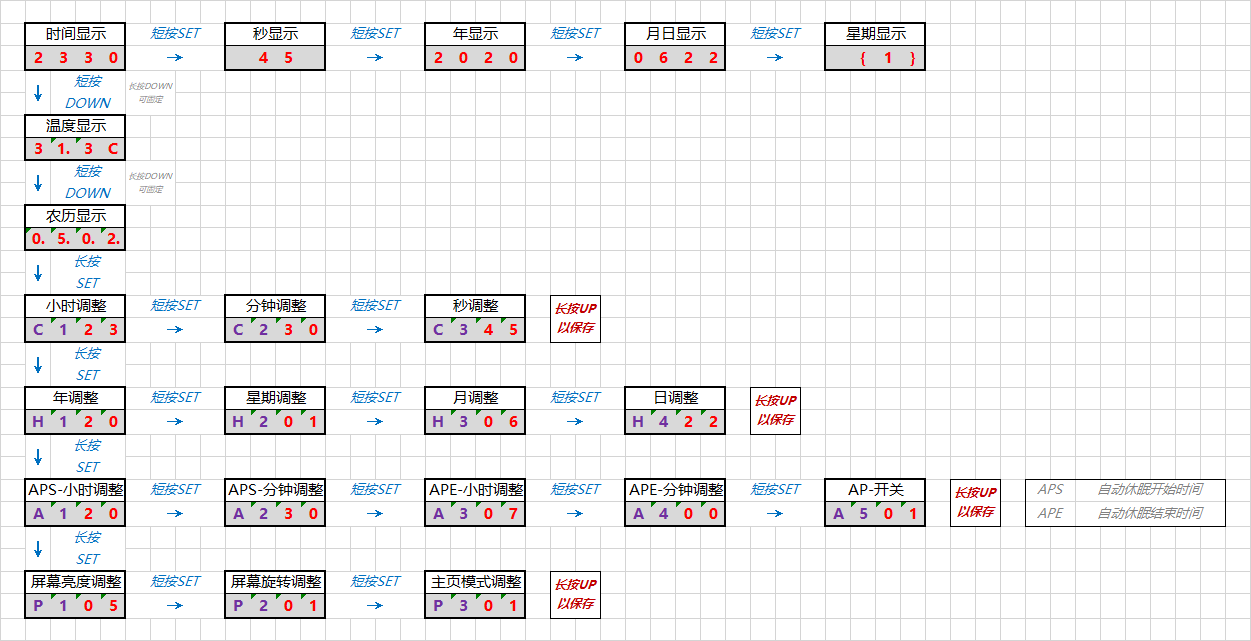 时间显示 短按SET 秒显示 短按SET 年显示 短按SET 月日显示 短按SET 星期显示
2 3 3 0 → 4 5 → 2 0 2 0 → 0 6 2 2 → { 1 }
↓ 短按 长按DOWN
DOWN 可固定
温度显示
3 1. 3 C
↓ 短按 长按DOWN
DOWN 可固定
农历显示
0. 5. 0. 2.
↓ 长按
SET
小时调整 短按SET 分钟调整 短按SET 秒调整 长按UP
C 1 2 3 → C 2 3 0 → C 3 4 5 以保存
↓ 长按
SET
年调整 短按SET 星期调整 短按SET 月调整 短按SET 日调整 长按UP
H 1 2 0 → H 2 0 1 → H 3 0 6 → H 4 2 2 以保存
↓ 长按
SET
APS-小时调整 短按SET APS-分钟调整 短按SET APE-小时调整 短按SET APE-分钟调整 短按SET AP-开关 长按UP APS 自动休眠开始时间
A 1 2 0 → A 2 3 0 → A 3 0 7 → A 4 0 0 → A 5 0 1 以保存 APE 自动休眠结束时间
↓ 长按
SET
屏幕亮度调整 短按SET 屏幕旋转调整 短按SET 主页模式调整 长按UP
P 1 0 5 → P 2 0 1 → P 3 0 1 以保存